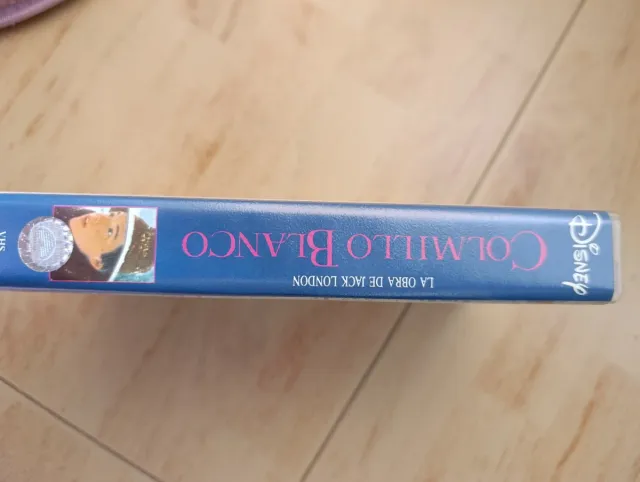 DISNEY
COLMILLO BLANCO
LA OBRA DE JACK LONDON
VHS